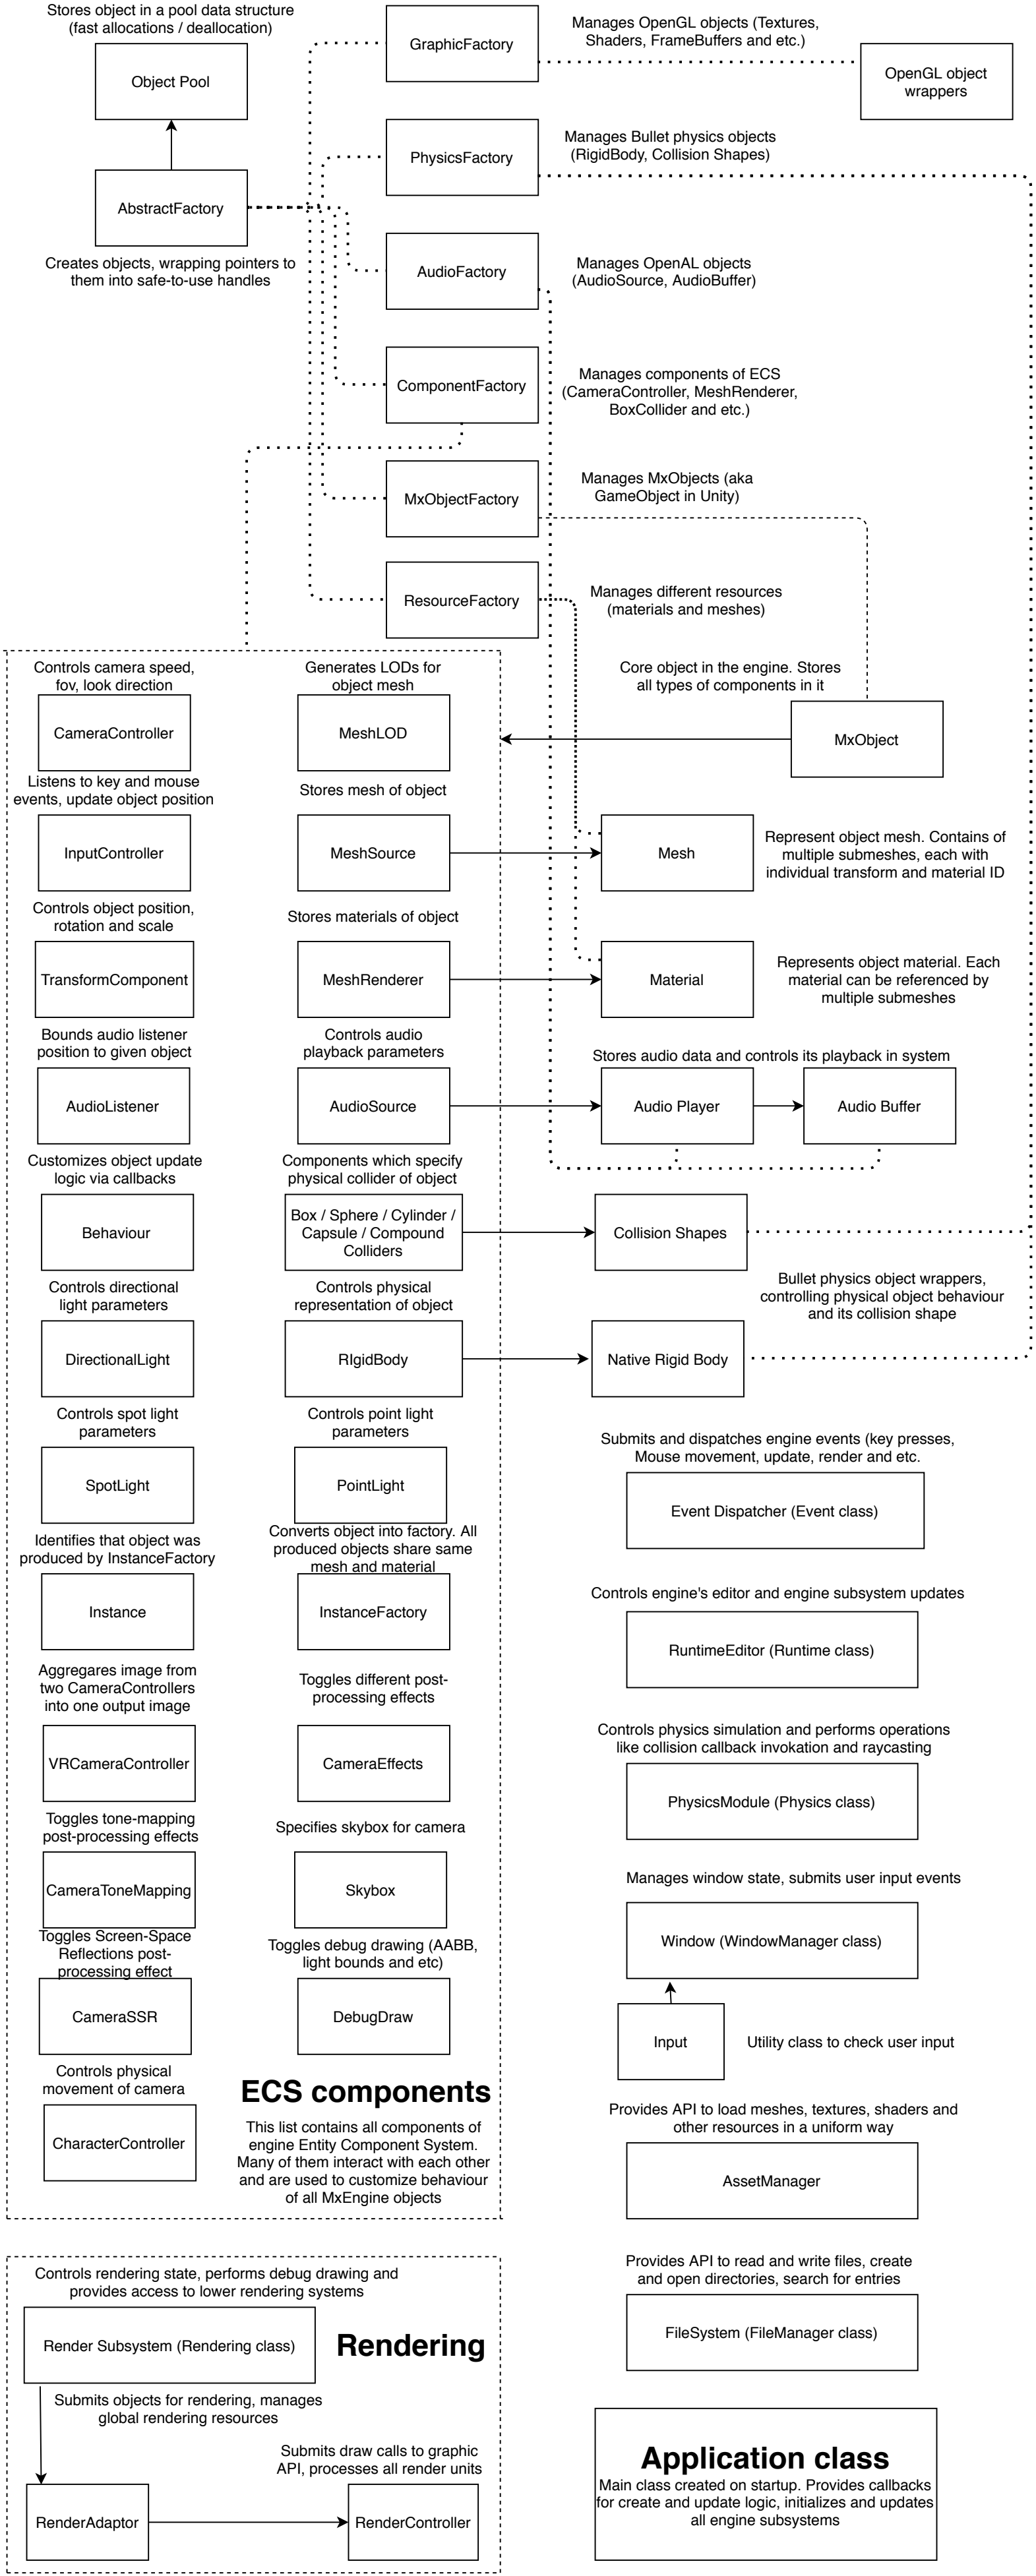 Stores object in a pool data structure
(fast allocations / deallocation)
Object Pool
AbstractFactory
Creates objects, wrapping pointers to
them into safe-to-use handles
GraphicFactory
Manages OpenGL objects (Textures,
Shaders, FrameBuffers and etc.)
OpenGL object
wrappers
PhysicsFactory
Manages Bullet physics objects
(RigidBody, Collision Shapes)
AudioFactory
Manages OpenAL objects
(AudioSource, AudioBuffer)
ComponentFactory
Manages components of ECS
(CameraController, MeshRenderer,
BoxCollider and etc.)
MxObjectFactory
Manages MxObjects (aka
GameObject in Unity)
ResourceFactory
Manages different resources
(materials and meshes)
Core object in the engine. Stores
all types of components in it
MxObject
Controls camera speed,
fov, look direction
CameraController
Generates LODs for
object mesh
MeshLOD
Listens to key and mouse
events, update object position
InputController
Stores mesh of object
MeshSource
Mesh
Represent object mesh. Contains of
multiple submeshes, each with
individual transform and material ID
Controls object position,
rotation and scale
TransformComponent
Stores materials of object
MeshRenderer
Material
Represents object material. Each
material can be referenced by
multiple submeshes
Bounds audio listener
position to given object
AudioListener
Controls audio
playback parameters
AudioSource
Stores audio data and controls its playback in system
Audio Player
Audio Buffer
Customizes object update
logic via callbacks
Behaviour
Components which specify
physical collider of object
Box / Sphere / Cylinder /
Capsule / Compound
Colliders
Collision Shapes
Controls directional
light parameters
DirectionalLight
Controls physical
representation of object
RIgidBody
Native Rigid Body
Bullet physics object wrappers,
controlling physical object behaviour
and its collision shape
Controls spot light
parameters
SpotLight
Controls point light
parameters
PointLight
Submits and dispatches engine events (key presses,
Mouse movement, update, render and etc.
Event Dispatcher (Event class)
Identifies that object was
produced by InstanceFactory
Instance
Converts object into factory. All
produced objects share same
mesh and material
InstanceFactory
Controls engine's editor and engine subsystem updates
RuntimeEditor (Runtime class)
Aggregares image from
two CameraControllers
into one output image
VRCameraController
Toggles different post-
processing effects
CameraEffects
Controls physics simulation and performs operations
like collision callback invokation and raycasting
PhysicsModule (Physics class)
Toggles tone-mapping
post-processing effects
CameraToneMapping
Specifies skybox for camera
Skybox
Manages window state, submits user input events
Window (WindowManager class)
Toggles Screen-Space
Reflections post-
processing effect
CameraSSR
Toggles debug drawing (AABB,
light bounds and etc)
DebugDraw
Input
Utility class to check user input
Controls physical
movement of camera
CharacterController
ECS components
This list contains all components of
engine Entity Component System.
Many of them interact with each other
and are used to customize behaviour
of all MxEngine objects
Provides API to load meshes, textures, shaders and
other resources in a uniform way
AssetManager
Provides API to read and write files, create
and open directories, search for entries
FileSystem (FileManager class)
Controls rendering state, performs debug drawing and
provides access to lower rendering systems
Render Subsystem (Rendering class)
Rendering
Submits objects for rendering, manages
global rendering resources
Submits draw calls to graphic
API, processes all render units
RenderAdaptor
RenderController
Application class
Main class created on startup. Provides callbacks
for create and update logic, initializes and updates
all engine subsystems